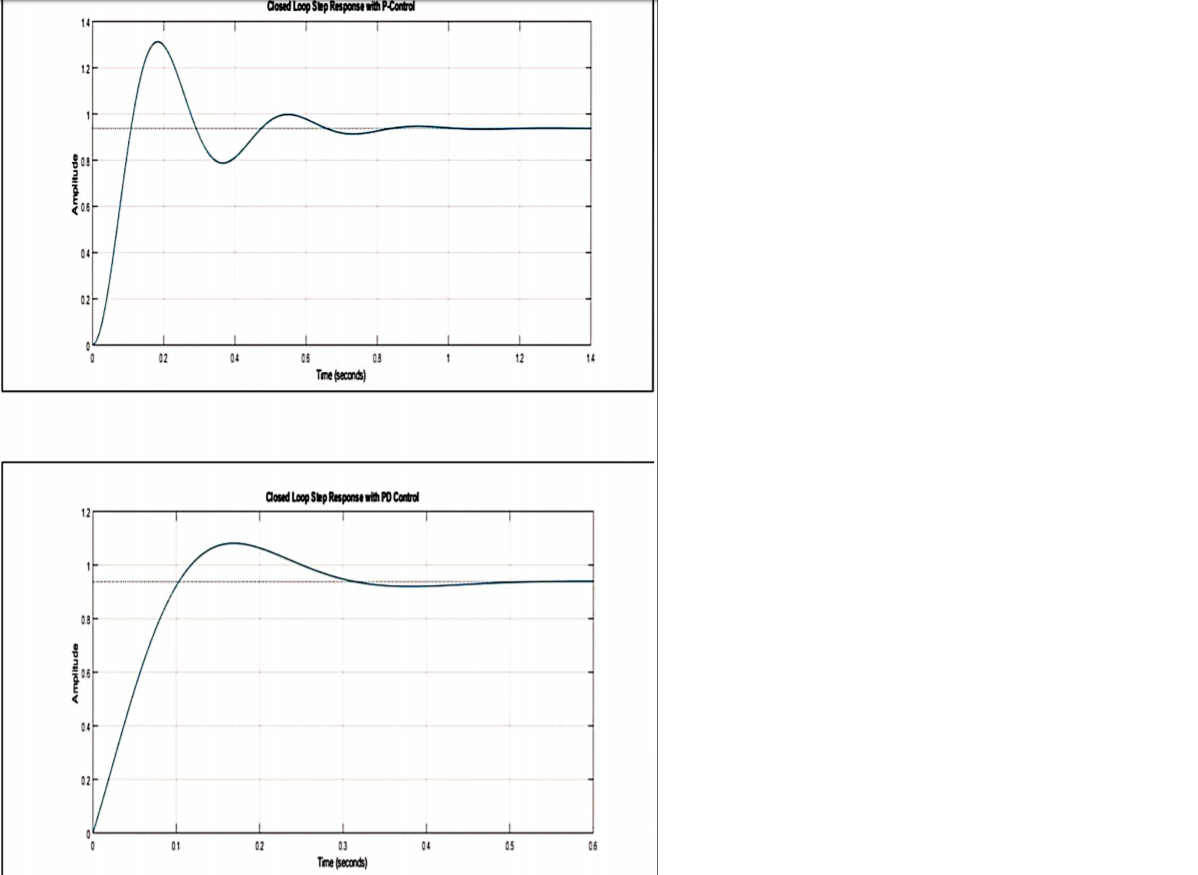 Closed Loop Step Response with P-Control
1.4
1.2
1
0.8
0.6
0.4
0.2
0
Amplitude
0 0.2 0.4 0.6 0.8 1 1.2 1.4
Time (seconds)
Closed Loop Step Response with PD Control
1.2
1
0.8
0.6
0.4
0.2
0
Amplitude
0 0.1 0.2 0.3 0.4 0.5 0.6
Time (seconds)